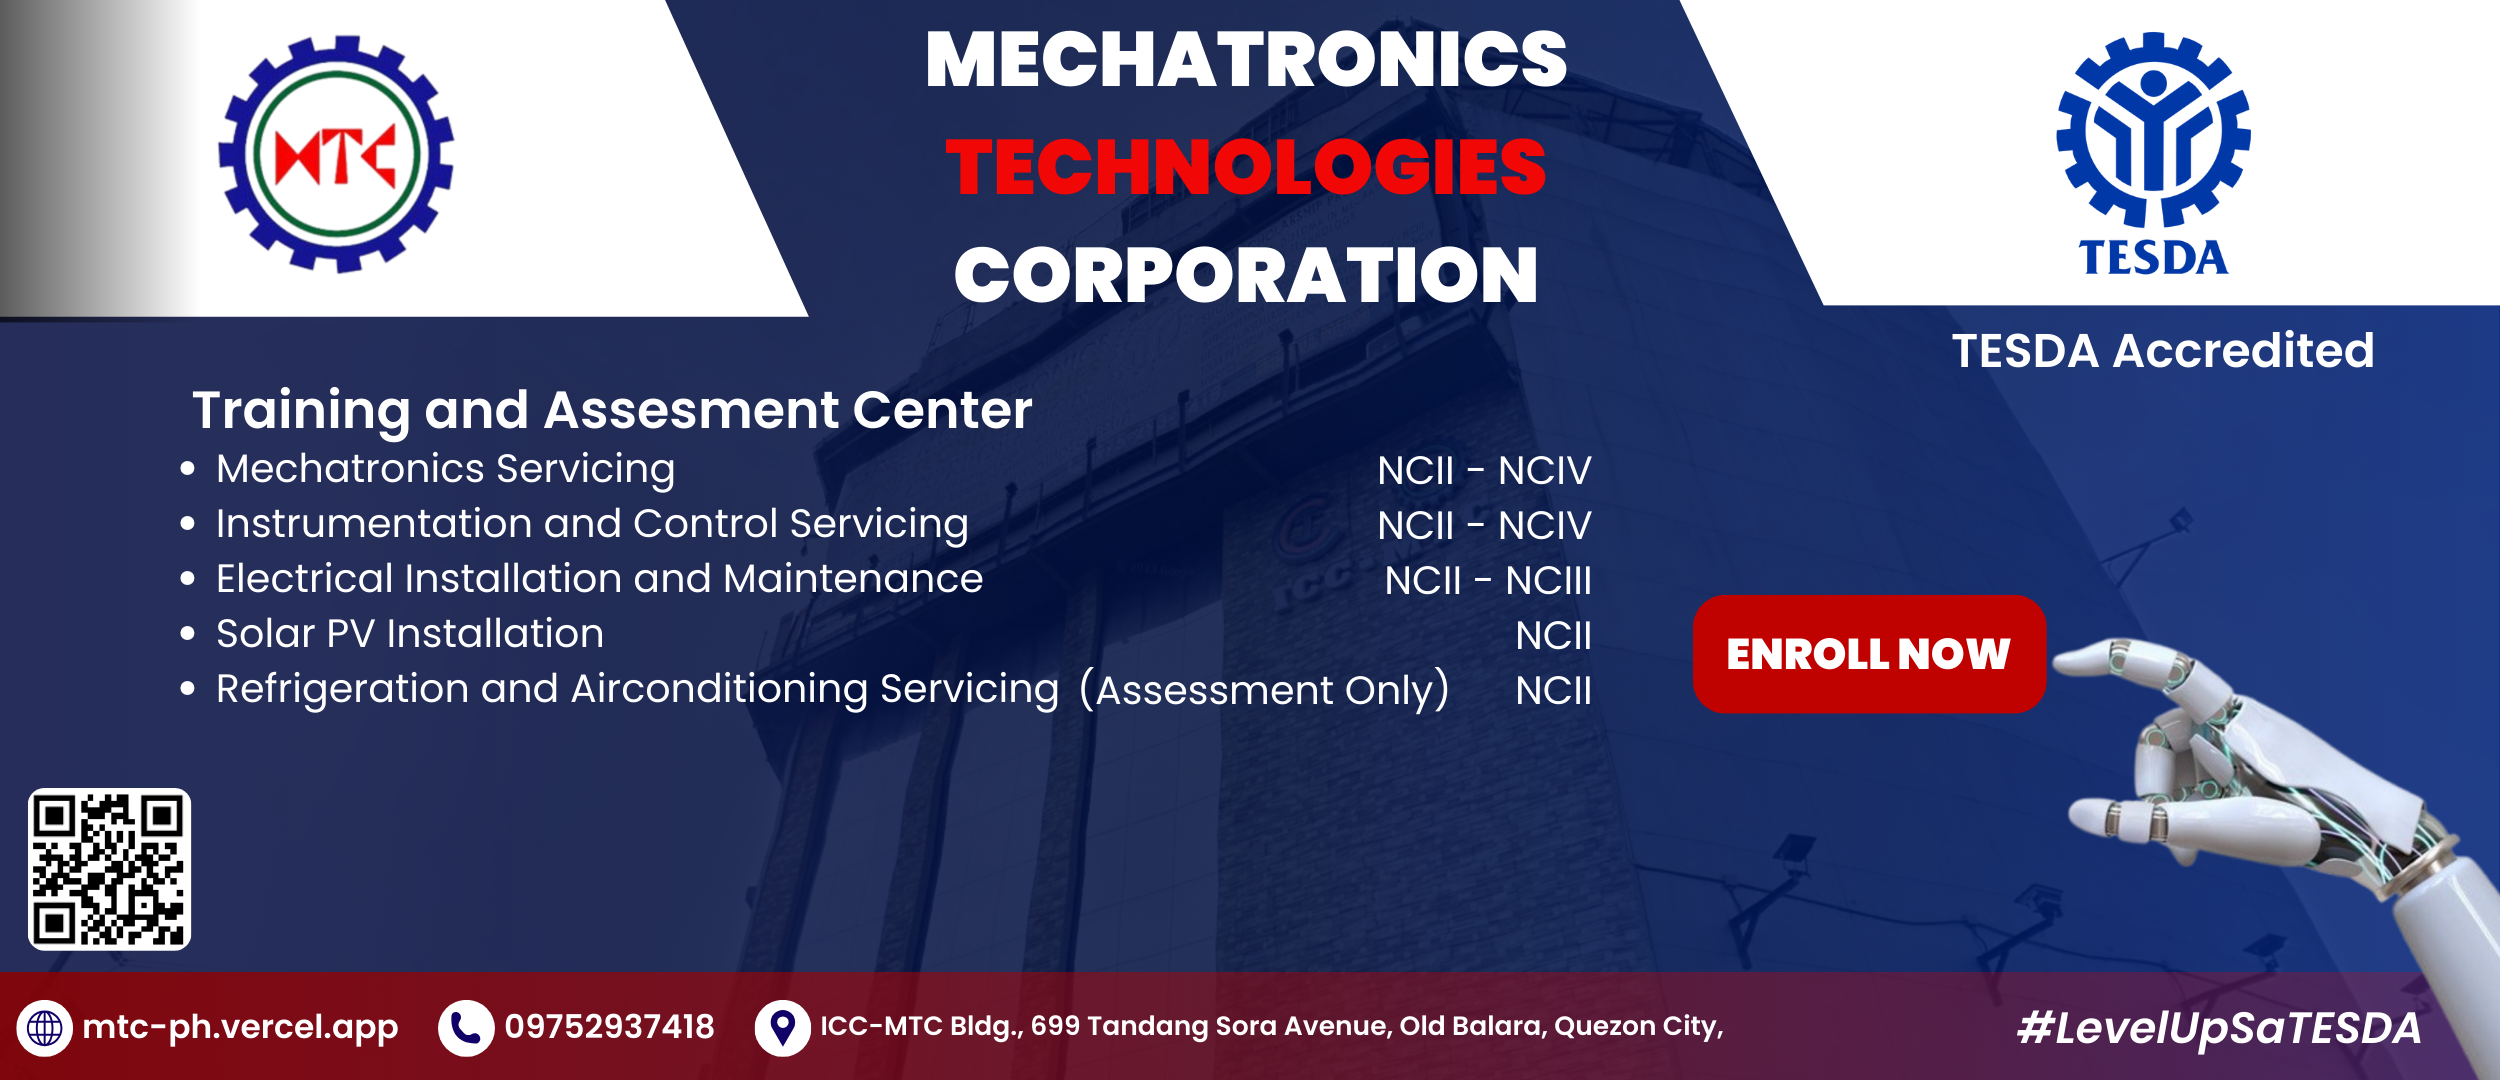 MTC
MECHATRONICS
TECHNOLOGIES
CORPORATION
TESDA
TESDA Accredited
Training and Assesment Center
• Mechatronics Servicing NCII - NCIV
• Instrumentation and Control Servicing NCII - NCIV
• Electrical Installation and Maintenance NCII - NCIII
• Solar PV Installation NCII
• Refrigeration and Airconditioning Servicing (Assessment Only) NCII
ICC
ENROLL NOW
mtc-ph.vercel.app
09752937418
ICC-MTC Bldg., 699 Tandang Sora Avenue, Old Balara, Quezon City,
#LevelUpSaTESDA